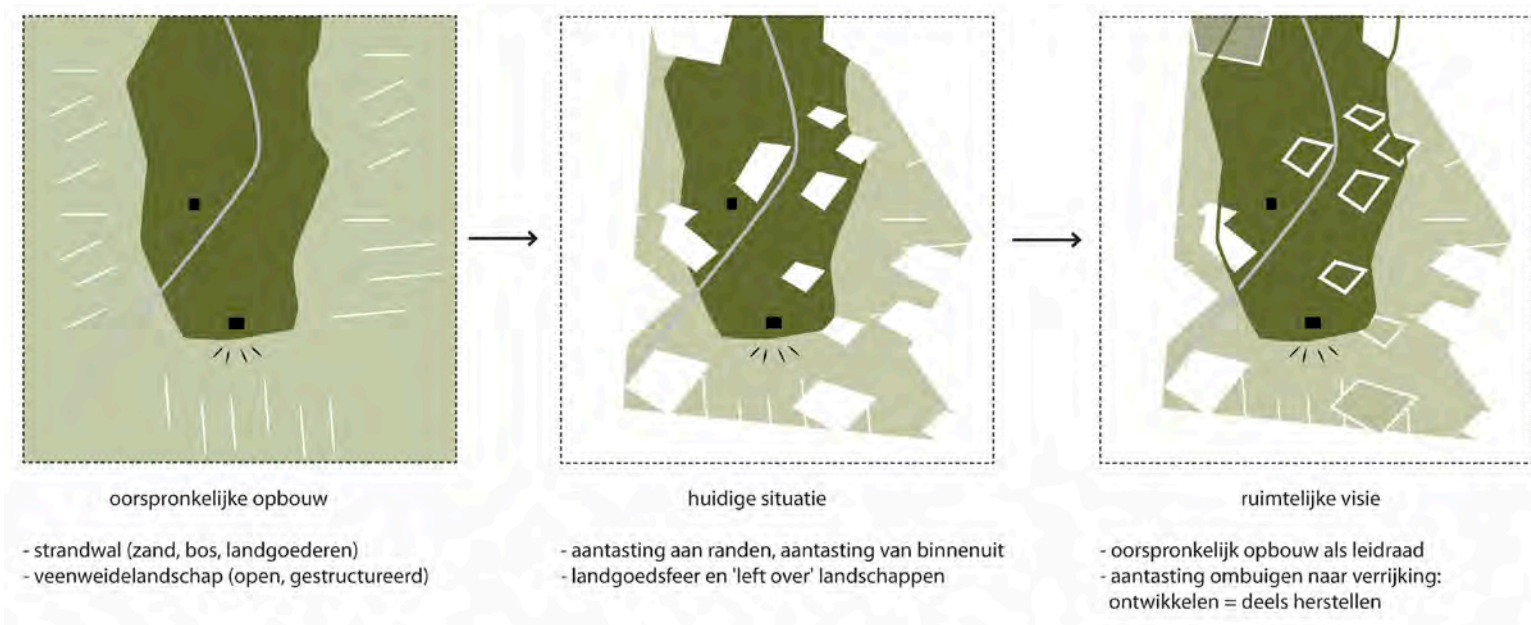 oorspronkelijke opbouw
- strandwal (zand, bos, landgoederen)
- veenweidelandschap (open, gestructureerd)
huidige situatie
- aantasting aan randen, aantasting van binnenuit
- landgoedsfeer en 'left over' landschappen
ruimtelijke visie
- oorspronkelijk opbouw als leidraad
- aantasting ombuigen naar verrijking:
ontwikkelen = deels herstellen